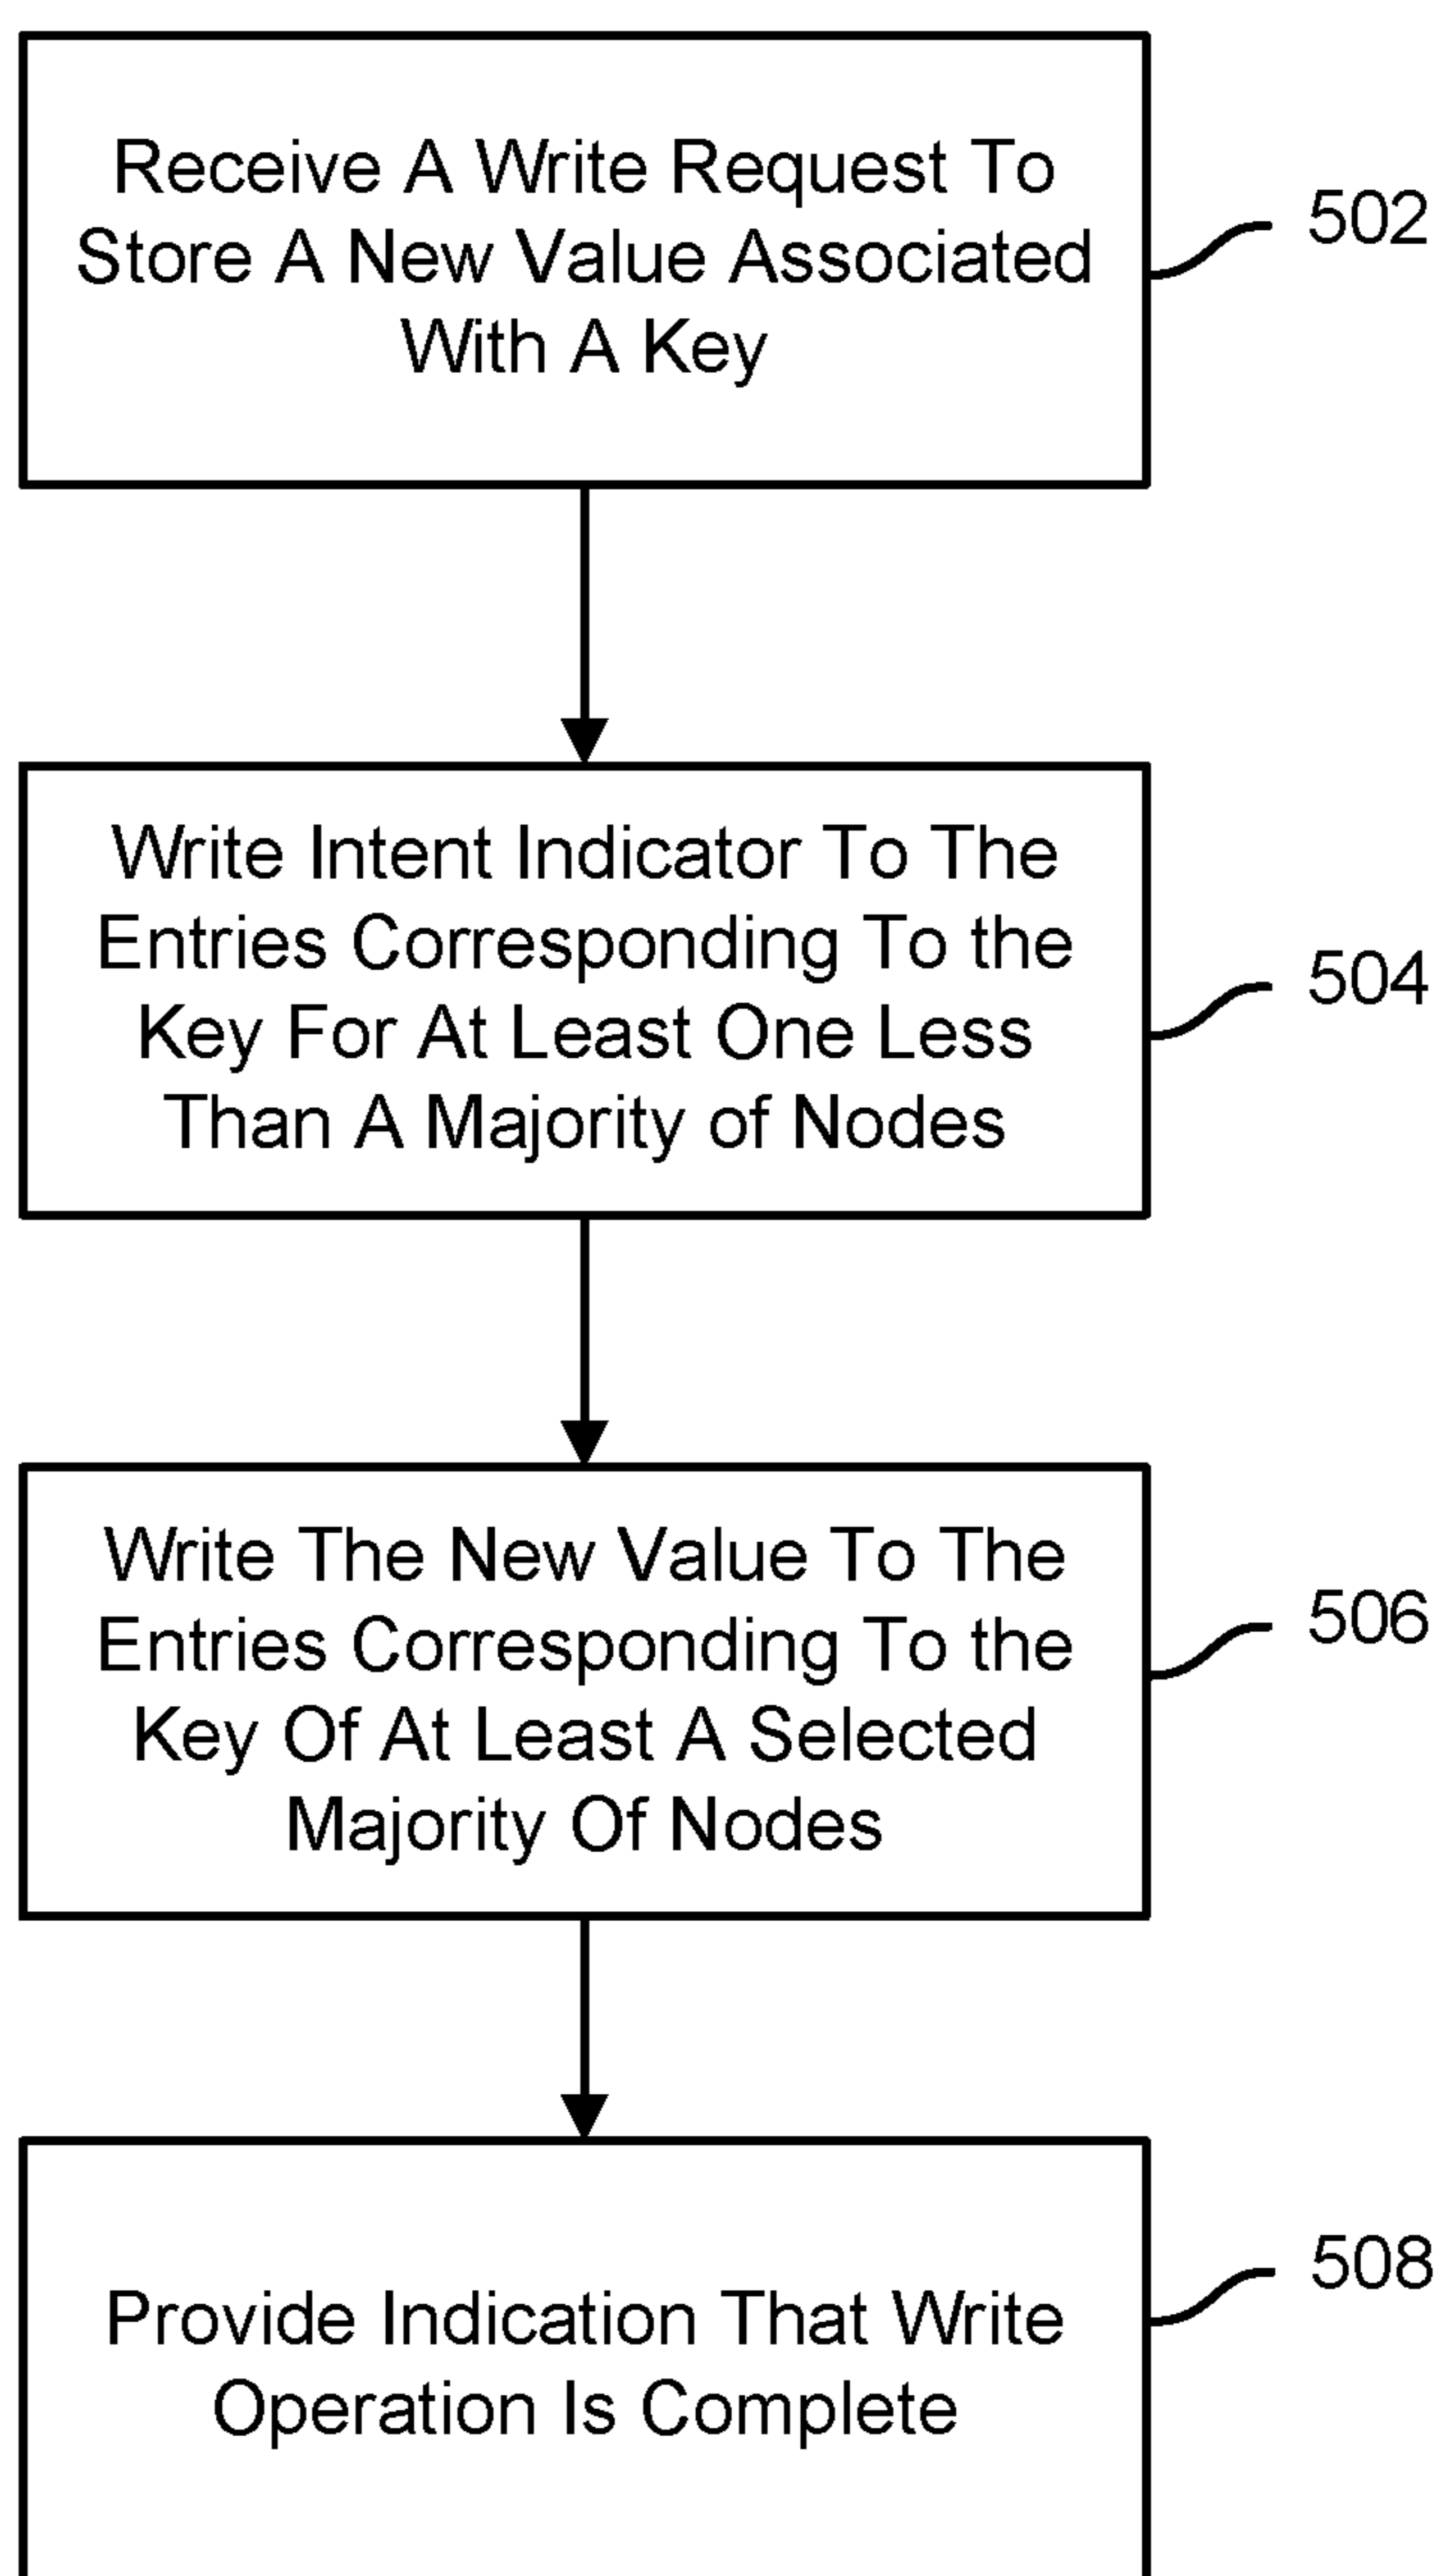 Receive A Write Request To
Store A New Value Associated
With A Key
502
Write Intent Indicator To The
Entries Corresponding To the
Key For At Least One Less
Than A Majority of Nodes
504
Write The New Value To The
Entries Corresponding To the
Key Of At Least A Selected
Majority Of Nodes
506
Provide Indication That Write
Operation Is Complete
508